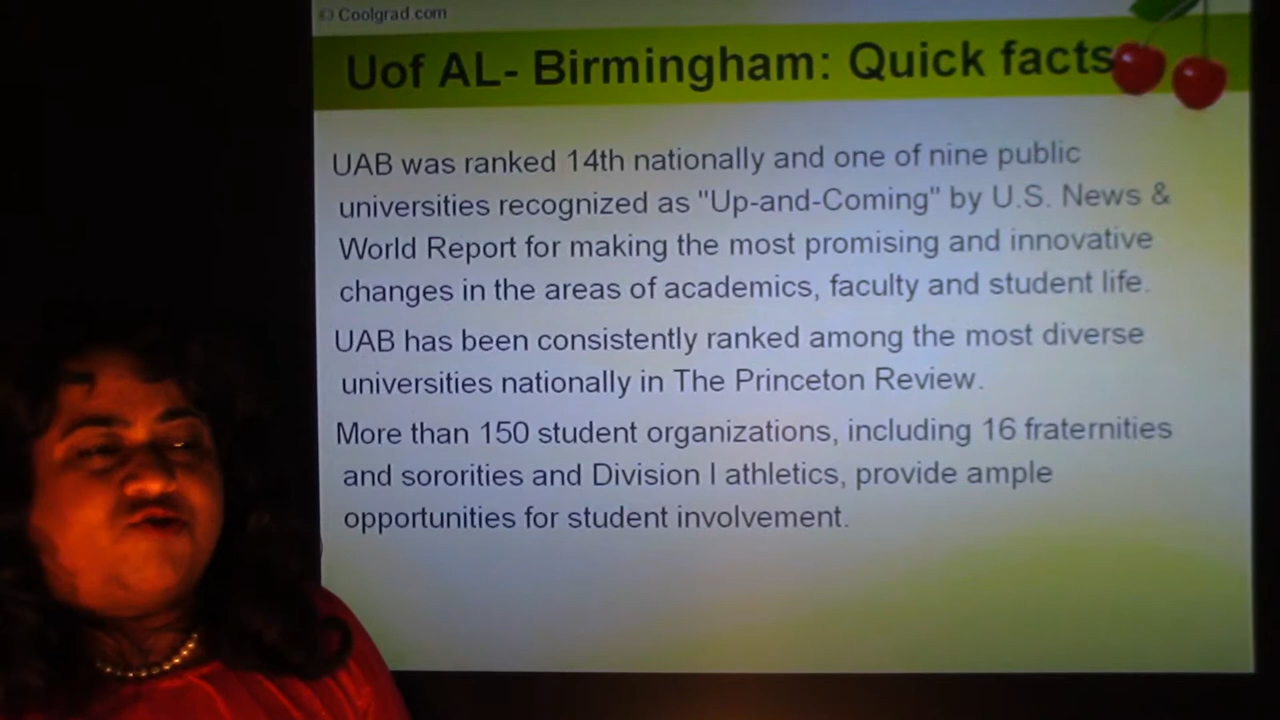 © Coolgrad.com
Uof AL- Birmingham: Quick facts
UAB was ranked 14th nationally and one of nine public
universities recognized as "Up-and-Coming" by U.S. News &
World Report for making the most promising and innovative
changes in the areas of academics, faculty and student life.
UAB has been consistently ranked among the most diverse
universities nationally in The Princeton Review.
More than 150 student organizations, including 16 fraternities
and sororities and Division I athletics, provide ample
opportunities for student involvement.